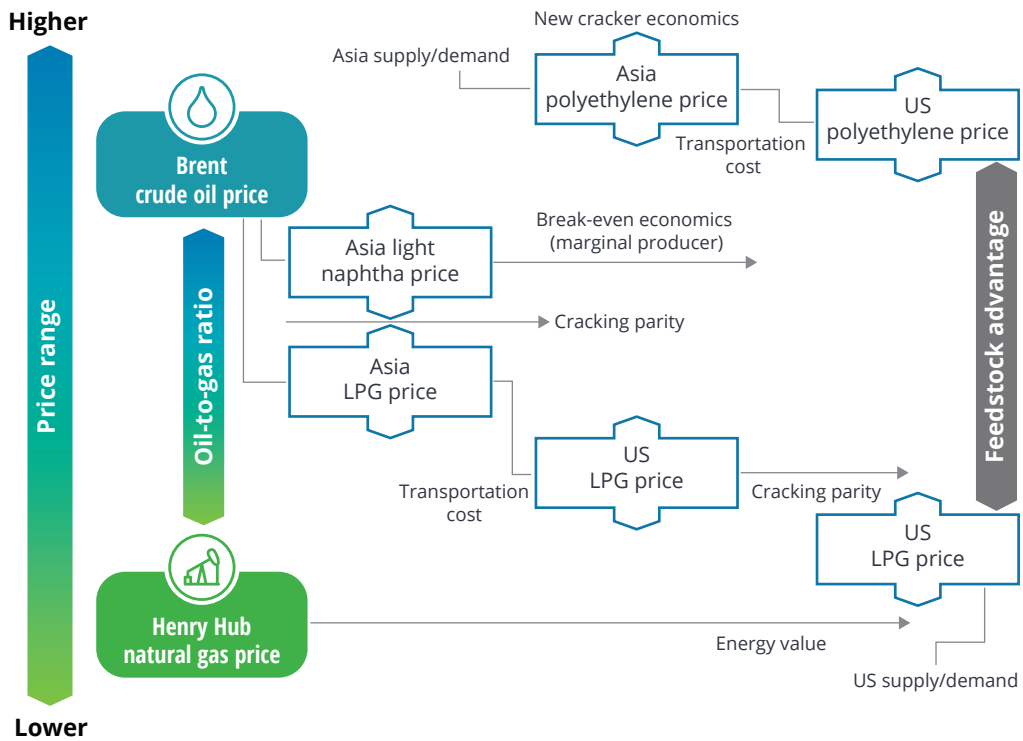 Higher
New cracker economics
Asia supply/demand
Asia
polyethylene price
US
polyethylene price
Transportation
cost
Brent
crude oil price
Asia light
naphtha price
Break-even economics
(marginal producer)
Cracking parity
Asia
LPG price
Price range
Oil-to-gas ratio
Feedstock advantage
US
LPG price
Transportation
cost
Cracking parity
US
LPG price
Henry Hub
natural gas price
Energy value
US supply/demand
Lower